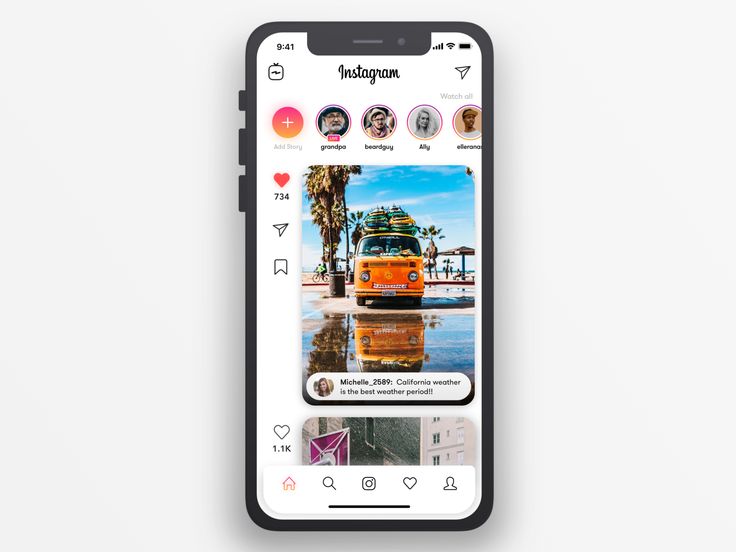 9:41
Instagram
Watch all
LIVE
Add Story
grandpa
beardguy
Ally
elleranas
734
O'NEILL
Michelle_2589: California weather
is the best weather period!!
1.1K